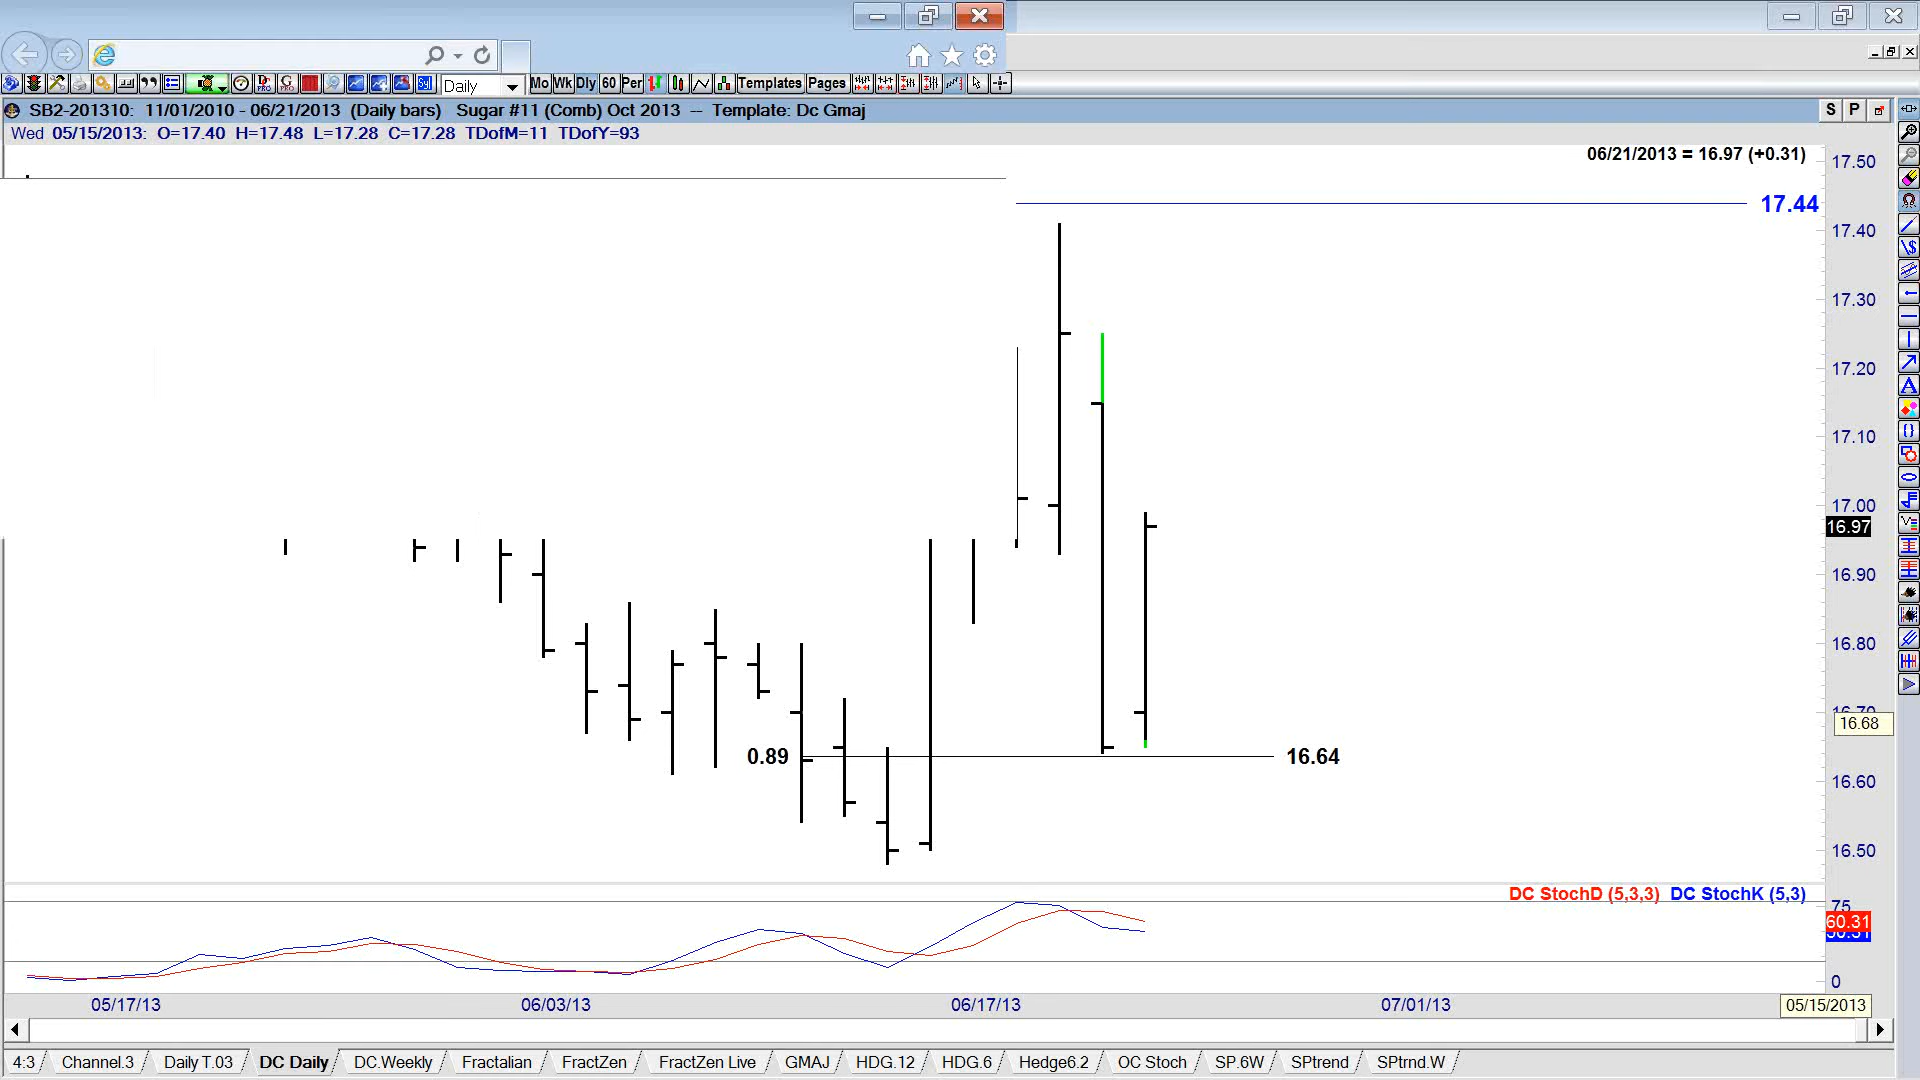 Daily
Mo Wk Dly 60 Per Templates Pages
SB2-201310: 11/01/2010 - 06/21/2013 (Daily bars) Sugar #11 (Comb) Oct 2013 -- Template: Dc Gmaj
S P
Wed 05/15/2013: O=17.40 H=17.48 L=17.28 C=17.28 TDofM=11 TDofY=93
06/21/2013 = 16.97 (+0.31)
17.50
17.44
17.40
17.30
17.20
17.10
17.00
16.97
16.90
16.80
16.70
16.68
0.89
16.64
16.60
16.50
DC StochD (5,3,3) DC StochK (5,3)
75
60.31
0
05/17/13 06/03/13 06/17/13 07/01/13 05/15/2013
4:3 Channel.3 Daily T.03 DC Daily DC.Weekly Fractalian FractZen FractZen Live GMAJ HDG.12 HDG.6 Hedge6.2 OC Stoch SP.6W SPtrend SPtrnd.W